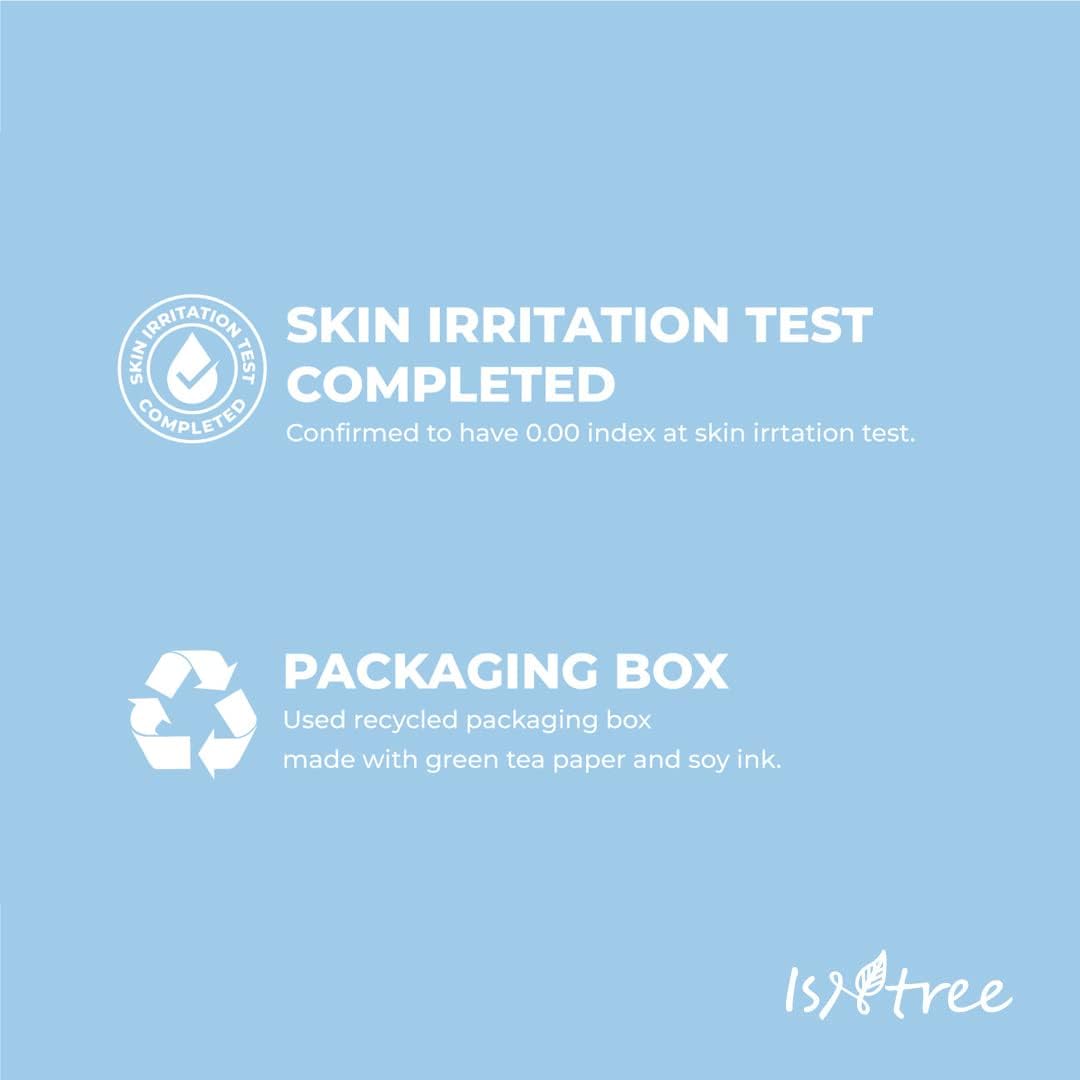 SKIN IRRITATION TEST
COMPLETED
SKIN IRRITATION TEST
COMPLETED
Confirmed to have 0.00 index at skin irrtation test.
PACKAGING BOX
Used recycled packaging box
made with green tea paper and soy ink.
IsNtree